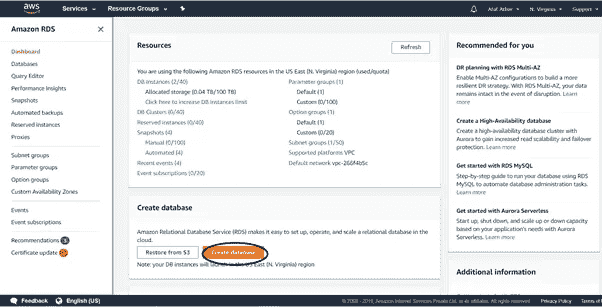 aws
Services
Resource Groups
N. Virginia
Support
Amazon RDS
Dashboard
Databases
Query Editor
Performance Insights
Snapshots
Automated backups
Reserved instances
Proxies
Subnet groups
Parameter groups
Option groups
Custom Availability Zones
Events
Event subscriptions
Recommendations 3
Certificate update
Resources
Refresh
You are using the following Amazon RDS resources in the US East (N. Virginia) region (used/quota)
DB Instances (2/40)
Allocated storage (0.04 TB/100 TB)
Click here to increase DB instances limit
DB Clusters (0/40)
Reserved instances (0/40)
Snapshots (4)
Manual (0/100)
Automated (4)
Recent events (4)
Event subscriptions (0/20)
Parameter groups (1)
Default (1)
Custom (0/100)
Option groups (1)
Default (1)
Custom (0/20)
Subnet groups (1/50)
Supported platforms VPC
Default network
Create database
Amazon Relational Database Service (RDS) makes it easy to set up, operate, and scale a relational database in the
cloud.
Restore from S3
Create database
Note: your DB instances will launch in the US East (N. Virginia) region
Recommended for you
DR planning with RDS Multi-AZ
Enable Multi-AZ configurations to build a more
resilient DR strategy. With RDS Multi-AZ, your data
remains intact in the event of disruption. Learn
more
Create a High-Availability database
Create a high-availability database cluster with
Aurora to gain increased read scalability and failover
protection. Learn more
Get started with RDS MySQL
Step-by-step guide to run your database using RDS
MySQL to automate database administration tasks.
Learn more
Get started with Aurora Serverless
Start up, shut down, and scale up or down capacity
based on your application's needs with Aurora
Serverless. Learn more
Additional information
Feedback
English (US)
© 2008 - 2019, Amazon Internet Services Private Ltd. or its affiliates. All rights reserved.
Privacy Policy
Terms of